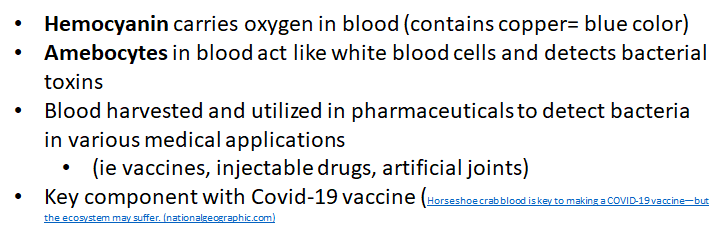 • Hemocyanin carries oxygen in blood (contains copper= blue color)
• Amebocytes in blood act like white blood cells and detects bacterial
toxins
• Blood harvested and utilized in pharmaceuticals to detect bacteria
in various medical applications
• (ie vaccines, injectable drugs, artificial joints)
• Key component with Covid-19 vaccine (Horseshoe crab blood is key to making a COVID-19 vaccine—but
the ecosystem may suffer. (nationalgeographic.com)